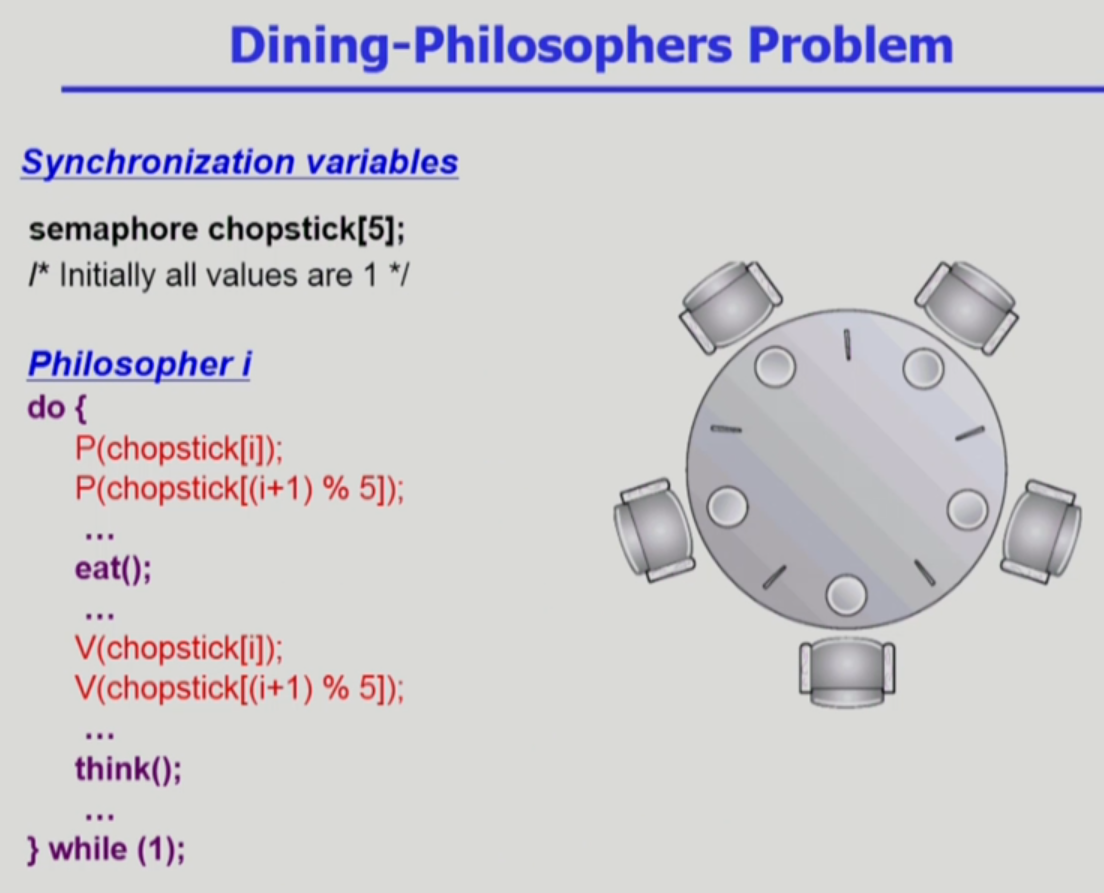 Dining-Philosophers Problem
Synchronization variables
semaphore chopstick[5];
/* Initially all values are 1 */
Philosopher i
do {
P(chopstick[i]);
P(chopstick[(i+1) % 5]);
...
eat();
...
V(chopstick[i]);
V(chopstick[(i+1) % 5]);
...
think();
...
} while (1);